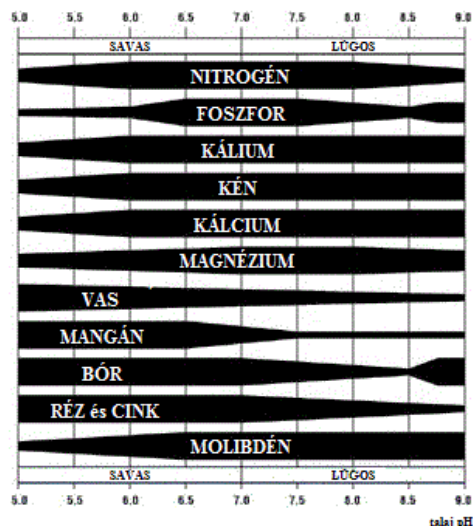 5.0 5.5 6.0 6.5 7.0 7.5 8.0 8.5 9.0
SAVAS LÚGOS
NITROGÉN
FOSZFOR
KÁLIUM
KÉN
KÁLCIUM
MAGNÉZIUM
VAS
MANGÁN
BÓR
RÉZ és CINK
MOLIBDÉN
SAVAS LÚGOS
5.0 5.5 6.0 6.5 7.0 7.5 8.0 8.5 9.0
talaj pH